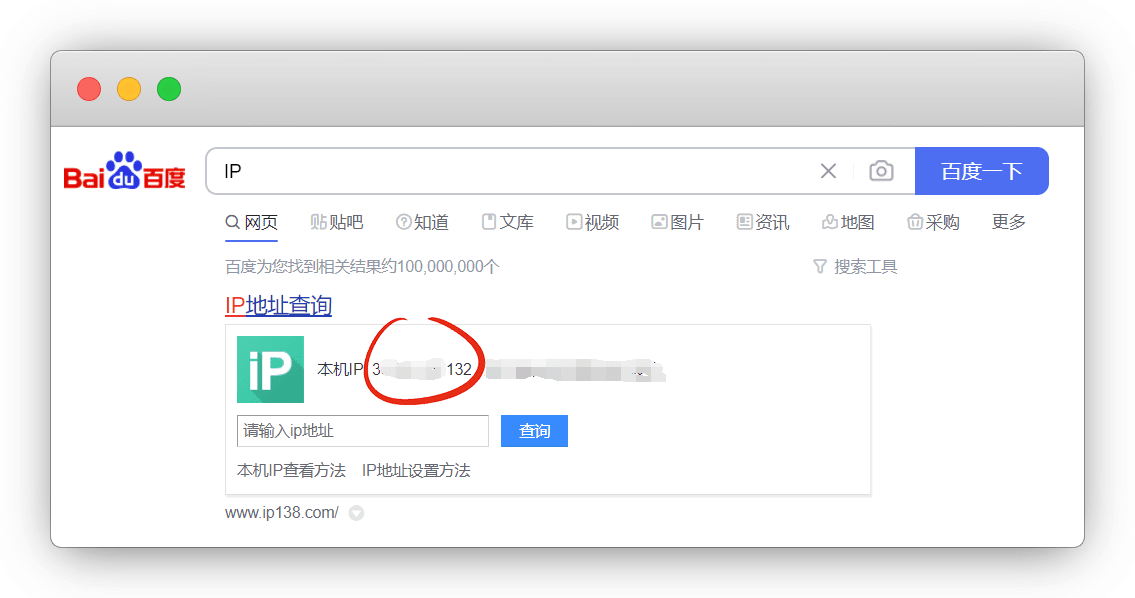 Bai du 百度
IP
百度一下
网页 贴吧 知道 文库 视频 图片 资讯 地图 采购 更多
百度为您找到相关结果约100,000,000个 搜索工具
IP地址查询
iP
本机IP 3 132
请输入ip地址 查询
本机IP查看方法 IP地址设置方法
www.ip138.com/